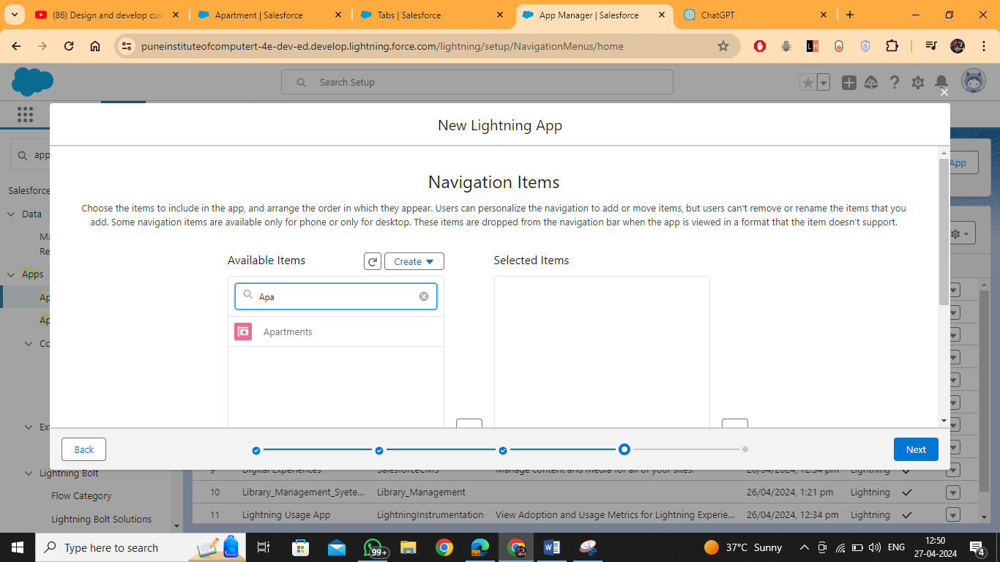 (86) Design and develop cus
Apartment | Salesforce
Tabs | Salesforce
App Manager | Salesforce
ChatGPT
puneinstituteofcomputert-4e-dev-ed.develop.lightning.force.com/lightning/setup/NavigationMenus/home
LH
Search Setup
New Lightning App
app
App
Salesforce
Data
Ma
Re
Apps
Ap
Ap
Co
Ex
Lightning Bolt
Flow Category
Lightning Bolt Solutions
Navigation Items
Choose the items to include in the app, and arrange the order in which they appear. Users can personalize the navigation to add or move items, but users can't remove or rename the items that you
add. Some navigation items are available only for phone or only for desktop. These items are dropped from the navigation bar when the app is viewed in a format that the item doesn't support.
Available Items
Create
Selected Items
Apa
Apartments
Back
Next
9 Digital Experiences SalesforceCMS Manage content and media for all of your sites. 26/04/2024, 12:34 pm Lightning
10 Library_Management_Syete... Library_Management 26/04/2024, 1:21 pm Lightning
11 Lightning Usage App LightningInstrumentation View Adoption and Usage Metrics for Lightning Experie... 26/04/2024, 12:34 pm Lightning
Type here to search
99+
37°C Sunny
ENG
12:50
27-04-2024
4